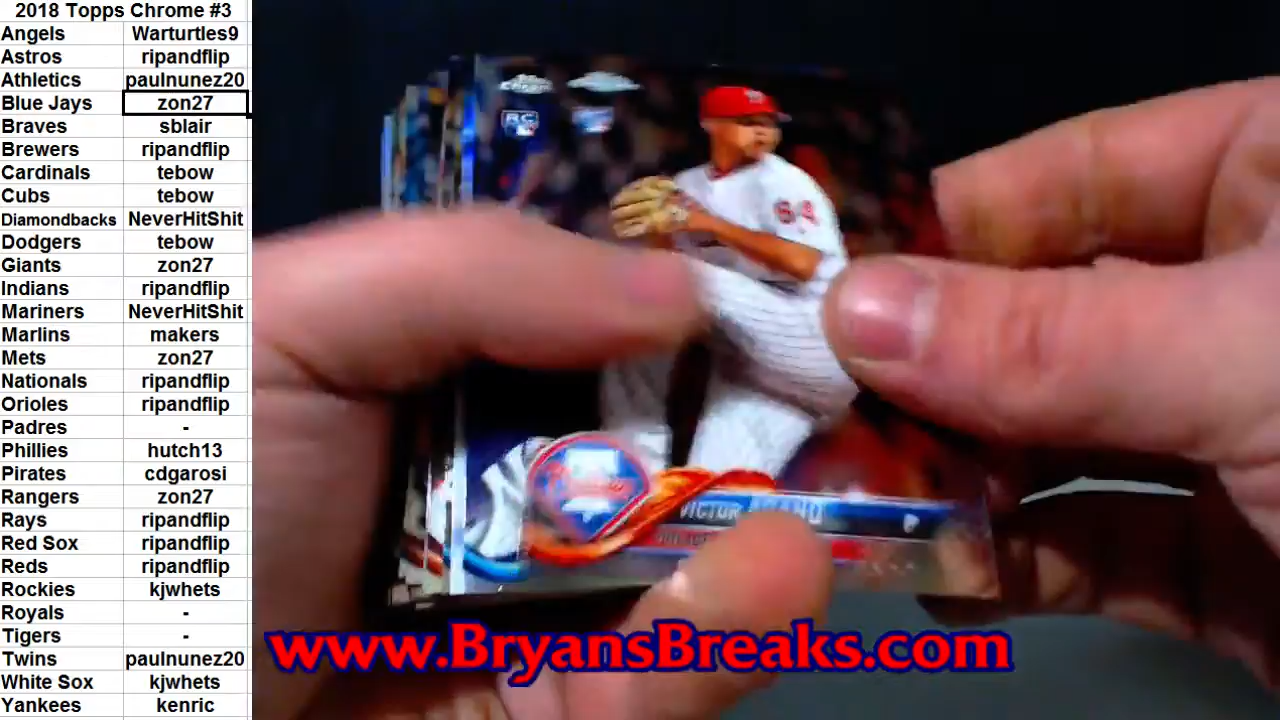 2018 Topps Chrome #3
Angels Warturtles9
Astros ripandflip
Athletics paulnunez20
Blue Jays zon27
Braves sblair
Brewers ripandflip
Cardinals tebow
Cubs tebow
Diamondbacks NeverHitShit
Dodgers tebow
Giants zon27
Indians ripandflip
Mariners NeverHitShit
Marlins makers
Mets zon27
Nationals ripandflip
Orioles ripandflip
Padres -
Phillies hutch13
Pirates cdgarosi
Rangers zon27
Rays ripandflip
Red Sox ripandflip
Reds ripandflip
Rockies kjwhets
Royals -
Tigers -
Twins paulnunez20
White Sox kjwhets
Yankees kenric
RC
64
VICTOR
P
www.BryansBreaks.com